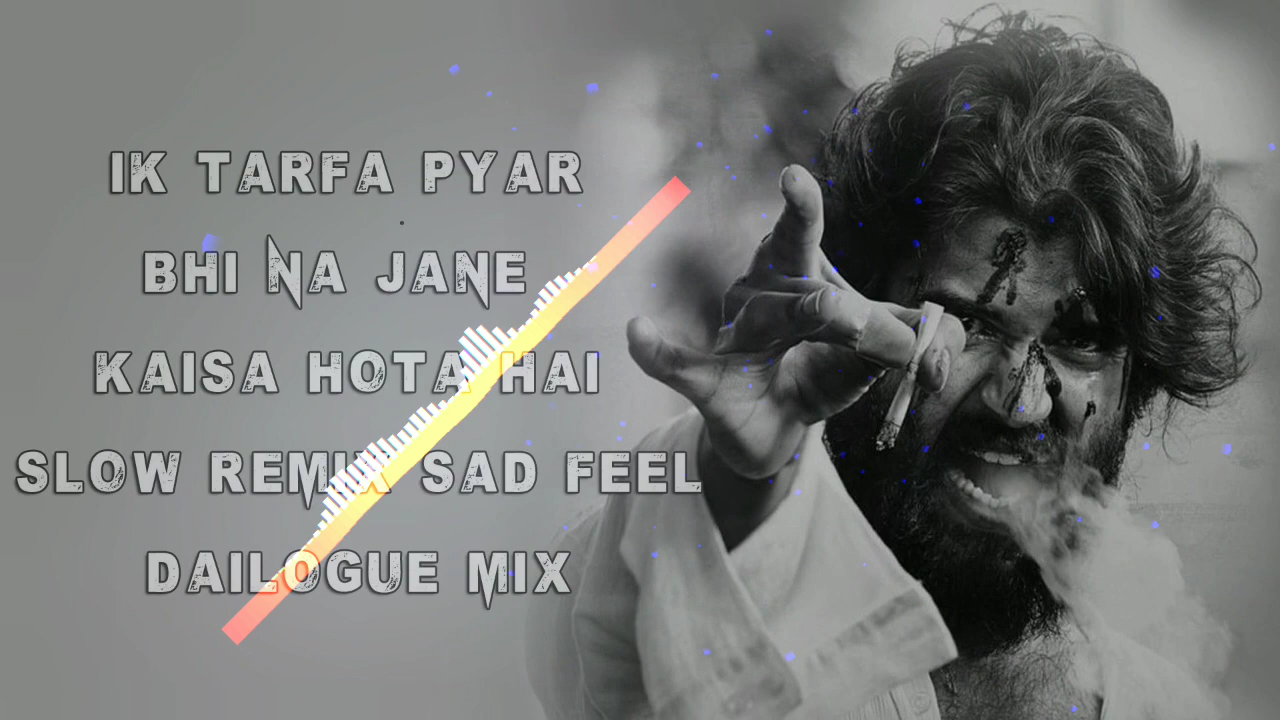 IK TARFA PYAR
BHI NA JANE
KAISA HOTA HAI
SLOW REMIX SAD FEEL
DAILOGUE MIX